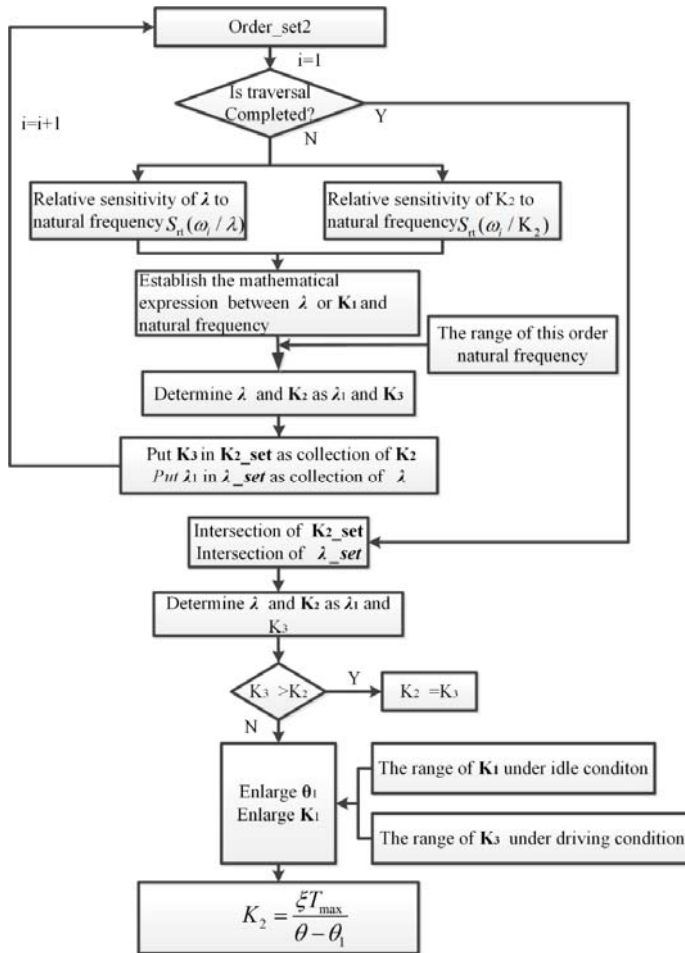 Order_set2
i=1
Is traversal
Completed?
Y
N
i=i+1
Relative sensitivity of λ to
natural frequency S_rt(ω_i / λ)
Relative sensitivity of K₂ to
natural frequency S_rt(ω_i / K₂)
Establish the mathematical
expression between λ or K₁ and
natural frequency
The range of this order
natural frequency
Determine λ and K₂ as λ₁ and K₃
Put K₃ in K₂_set as collection of K₂
Put λ₁ in λ_set as collection of λ
Intersection of K₂_set
Intersection of λ_set
Determine λ and K₂ as λ₁ and
K₃
K₃ >K₂
Y
K₂ =K₃
N
Enlarge θ₁
Enlarge K₁
The range of K₁ under idle conditon
The range of K₃ under driving condition
K₂ = ξT_max / (θ − θ₁)